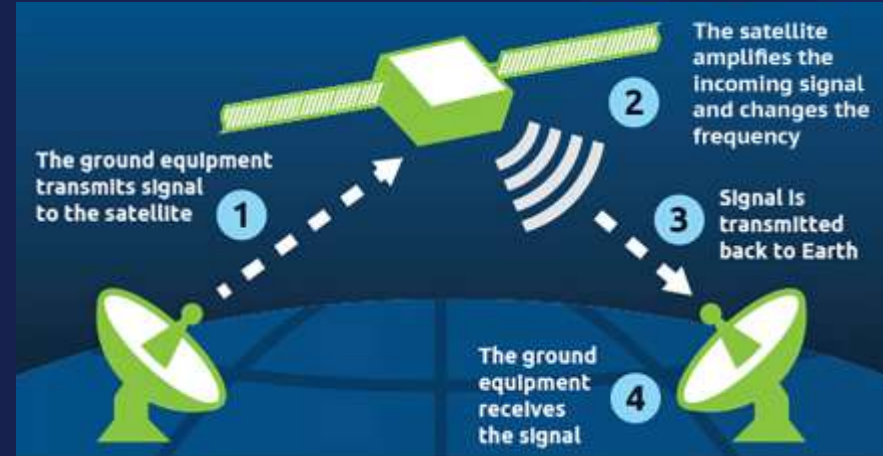 The ground equipment
transmits signal
to the satellite
1
The satellite
amplifies the
incoming signal
and changes the
frequency
2
3
Signal is
transmitted
back to Earth
The ground
equipment
receives
the signal
4